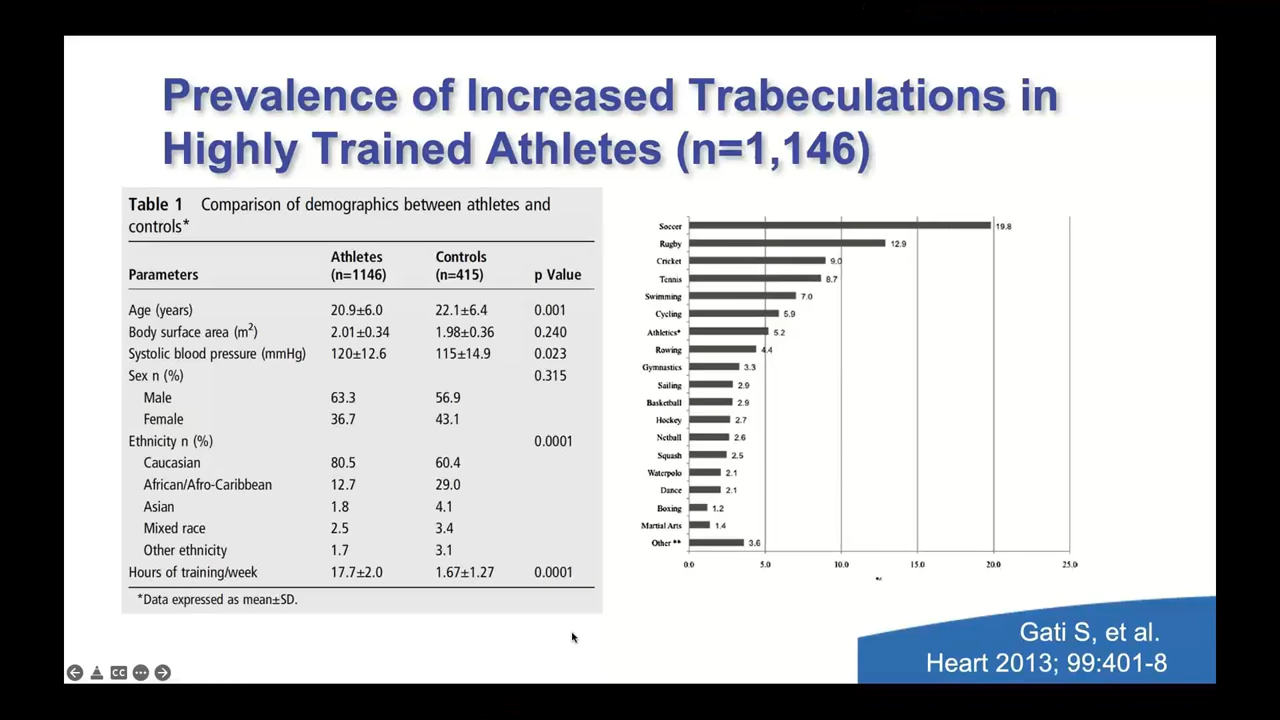 Prevalence of Increased Trabeculations in
Highly Trained Athletes (n=1,146)
Table 1 Comparison of demographics between athletes and
controls*
Parameters Athletes (n=1146) Controls (n=415) p Value
Age (years) 20.9±6.0 22.1±6.4 0.001
Body surface area (m²) 2.01±0.34 1.98±0.36 0.240
Systolic blood pressure (mmHg) 120±12.6 115±14.9 0.023
Sex n (%) 0.315
Male 63.3 56.9
Female 36.7 43.1
Ethnicity n (%) 0.0001
Caucasian 80.5 60.4
African/Afro-Caribbean 12.7 29.0
Asian 1.8 4.1
Mixed race 2.5 3.4
Other ethnicity 1.7 3.1
Hours of training/week 17.7±2.0 1.67±1.27 0.0001
*Data expressed as mean±SD.
Soccer 19.8
Rugby 12.9
Cricket 9.0
Tennis 8.7
Swimming 7.0
Cycling 5.9
Athletics* 5.2
Rowing 4.4
Gymnastics 3.3
Sailing 2.9
Basketball 2.9
Hockey 2.7
Netball 2.6
Squash 2.5
Waterpolo 2.1
Dance 2.1
Boxing 1.2
Martial Arts 1.4
Other ** 3.6
0.0 5.0 10.0 15.0 20.0 25.0
%
Gati S, et al.
Heart 2013; 99:401-8
CC